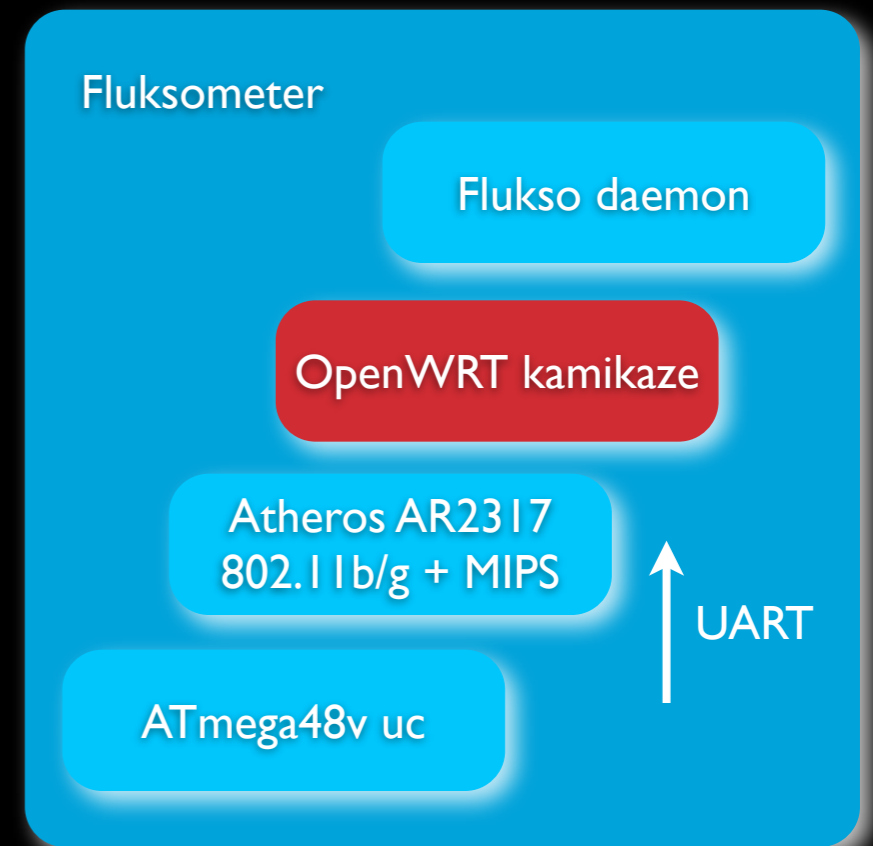 Fluksometer
Flukso daemon
OpenWRT kamikaze
Atheros AR2317
802.11b/g + MIPS
UART
ATmega48v uc